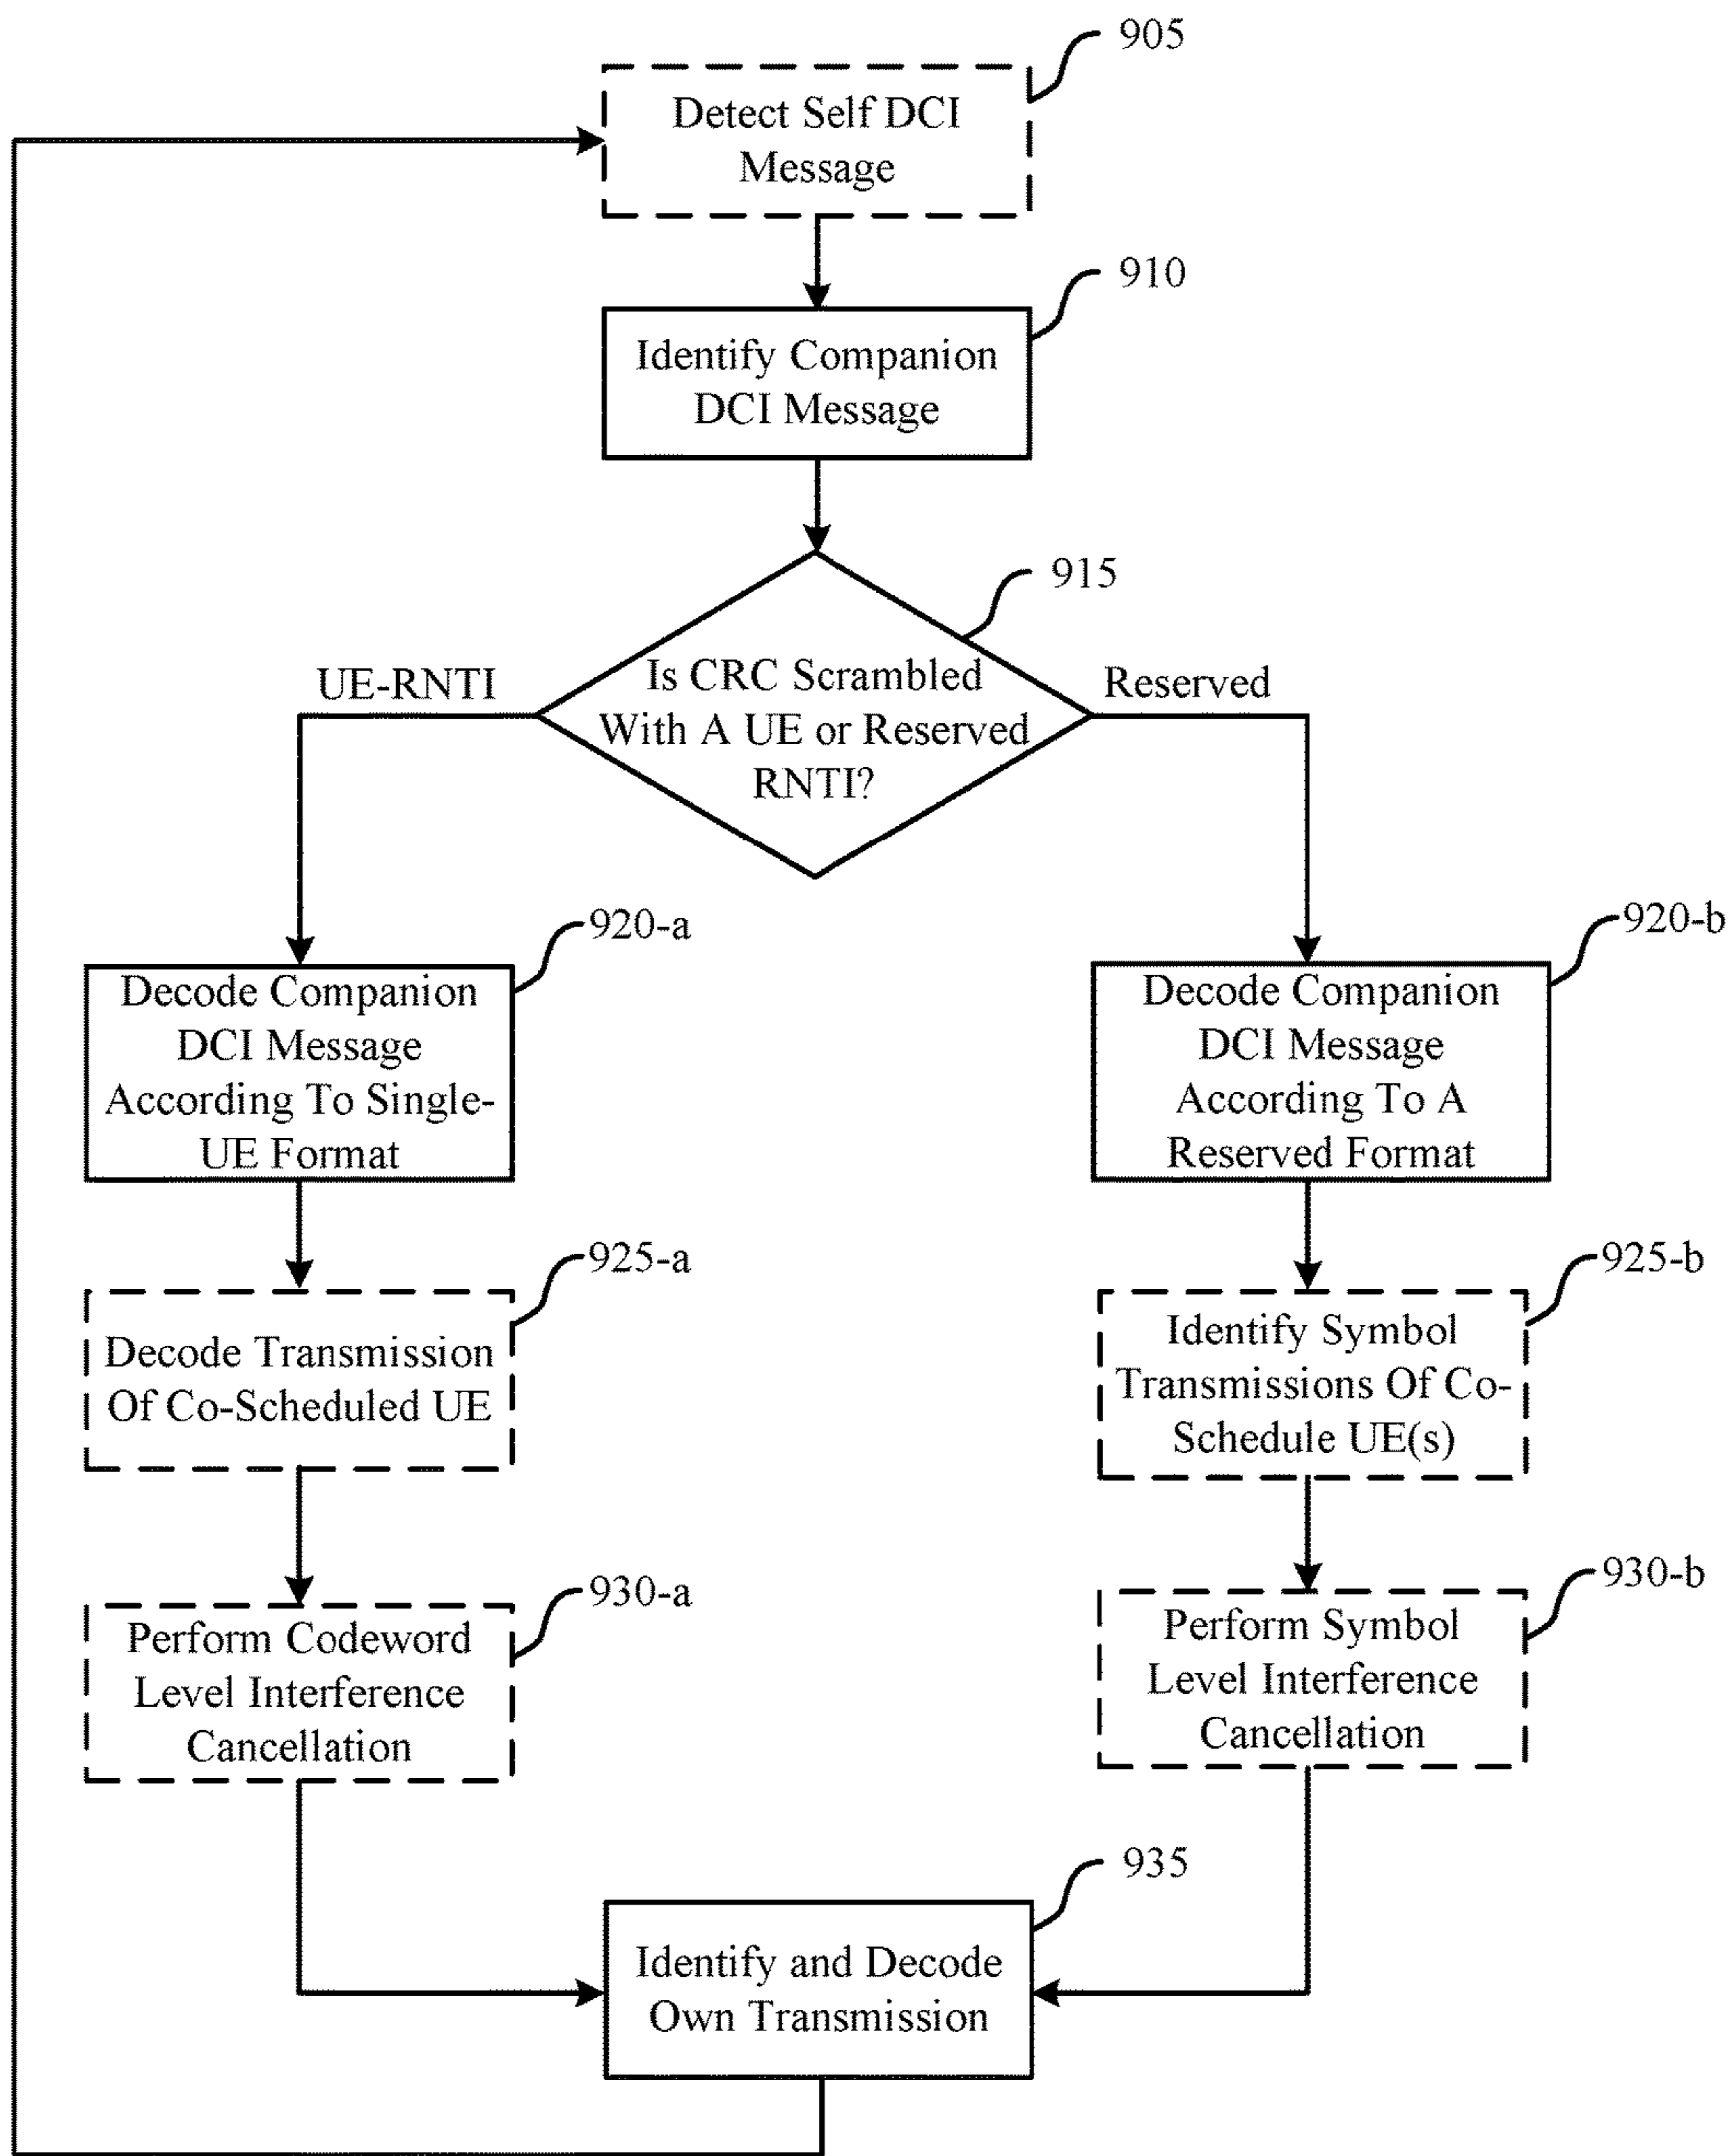 905
Detect Self DCI
Message
910
Identify Companion
DCI Message
915
UE-RNTI
Is CRC Scrambled
With A UE or Reserved
RNTI?
Reserved
920-a
Decode Companion
DCI Message
According To Single-
UE Format
920-b
Decode Companion
DCI Message
According To A
Reserved Format
925-a
Decode Transmission
Of Co-Scheduled UE
925-b
Identify Symbol
Transmissions Of Co-
Schedule UE(s)
930-a
Perform Codeword
Level Interference
Cancellation
930-b
Perform Symbol
Level Interference
Cancellation
935
Identify and Decode
Own Transmission